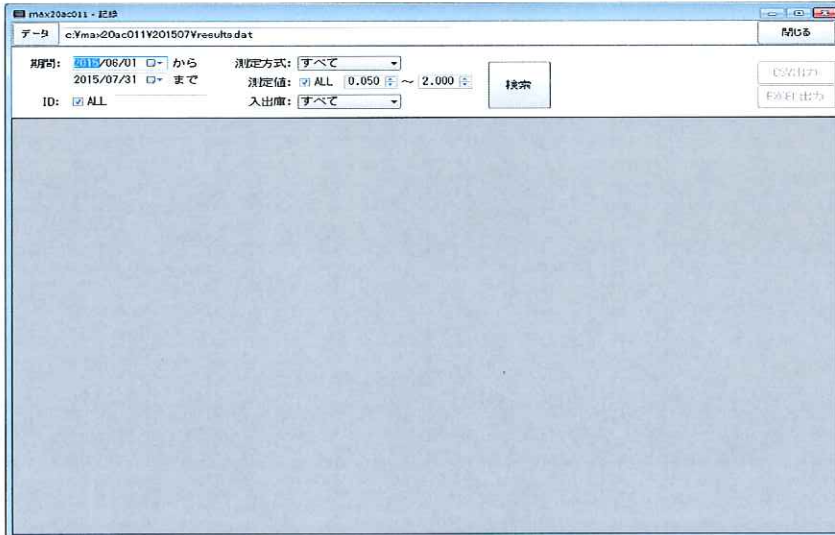 max20ac011 - 記録
データ c:¥max20ac011¥201507¥results.dat 閉じる
期間: 2015/06/01 から 測定方式: すべて
2015/07/31 まで 測定値: ALL 0.050 ~ 2.000 検索 CSV出力
ID: ALL 入出庫: すべて EXCEL出力